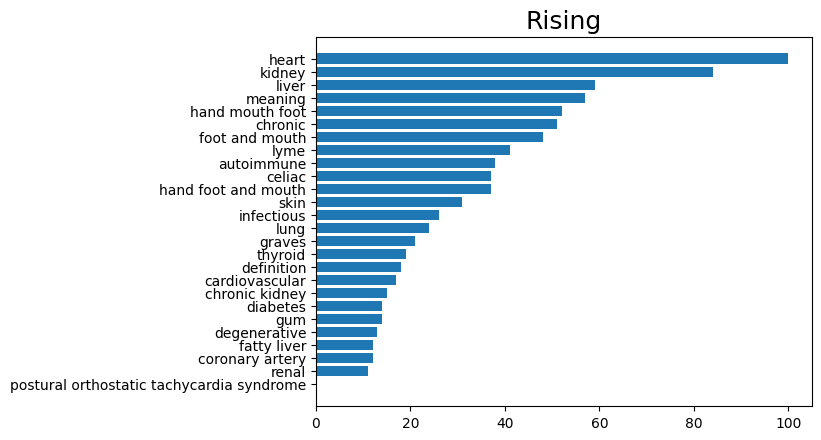 Rising
heart
kidney
liver
meaning
hand mouth foot
chronic
foot and mouth
lyme
autoimmune
celiac
hand foot and mouth
skin
infectious
lung
graves
thyroid
definition
cardiovascular
chronic kidney
diabetes
gum
degenerative
fatty liver
coronary artery
renal
postural orthostatic tachycardia syndrome
0 20 40 60 80 100